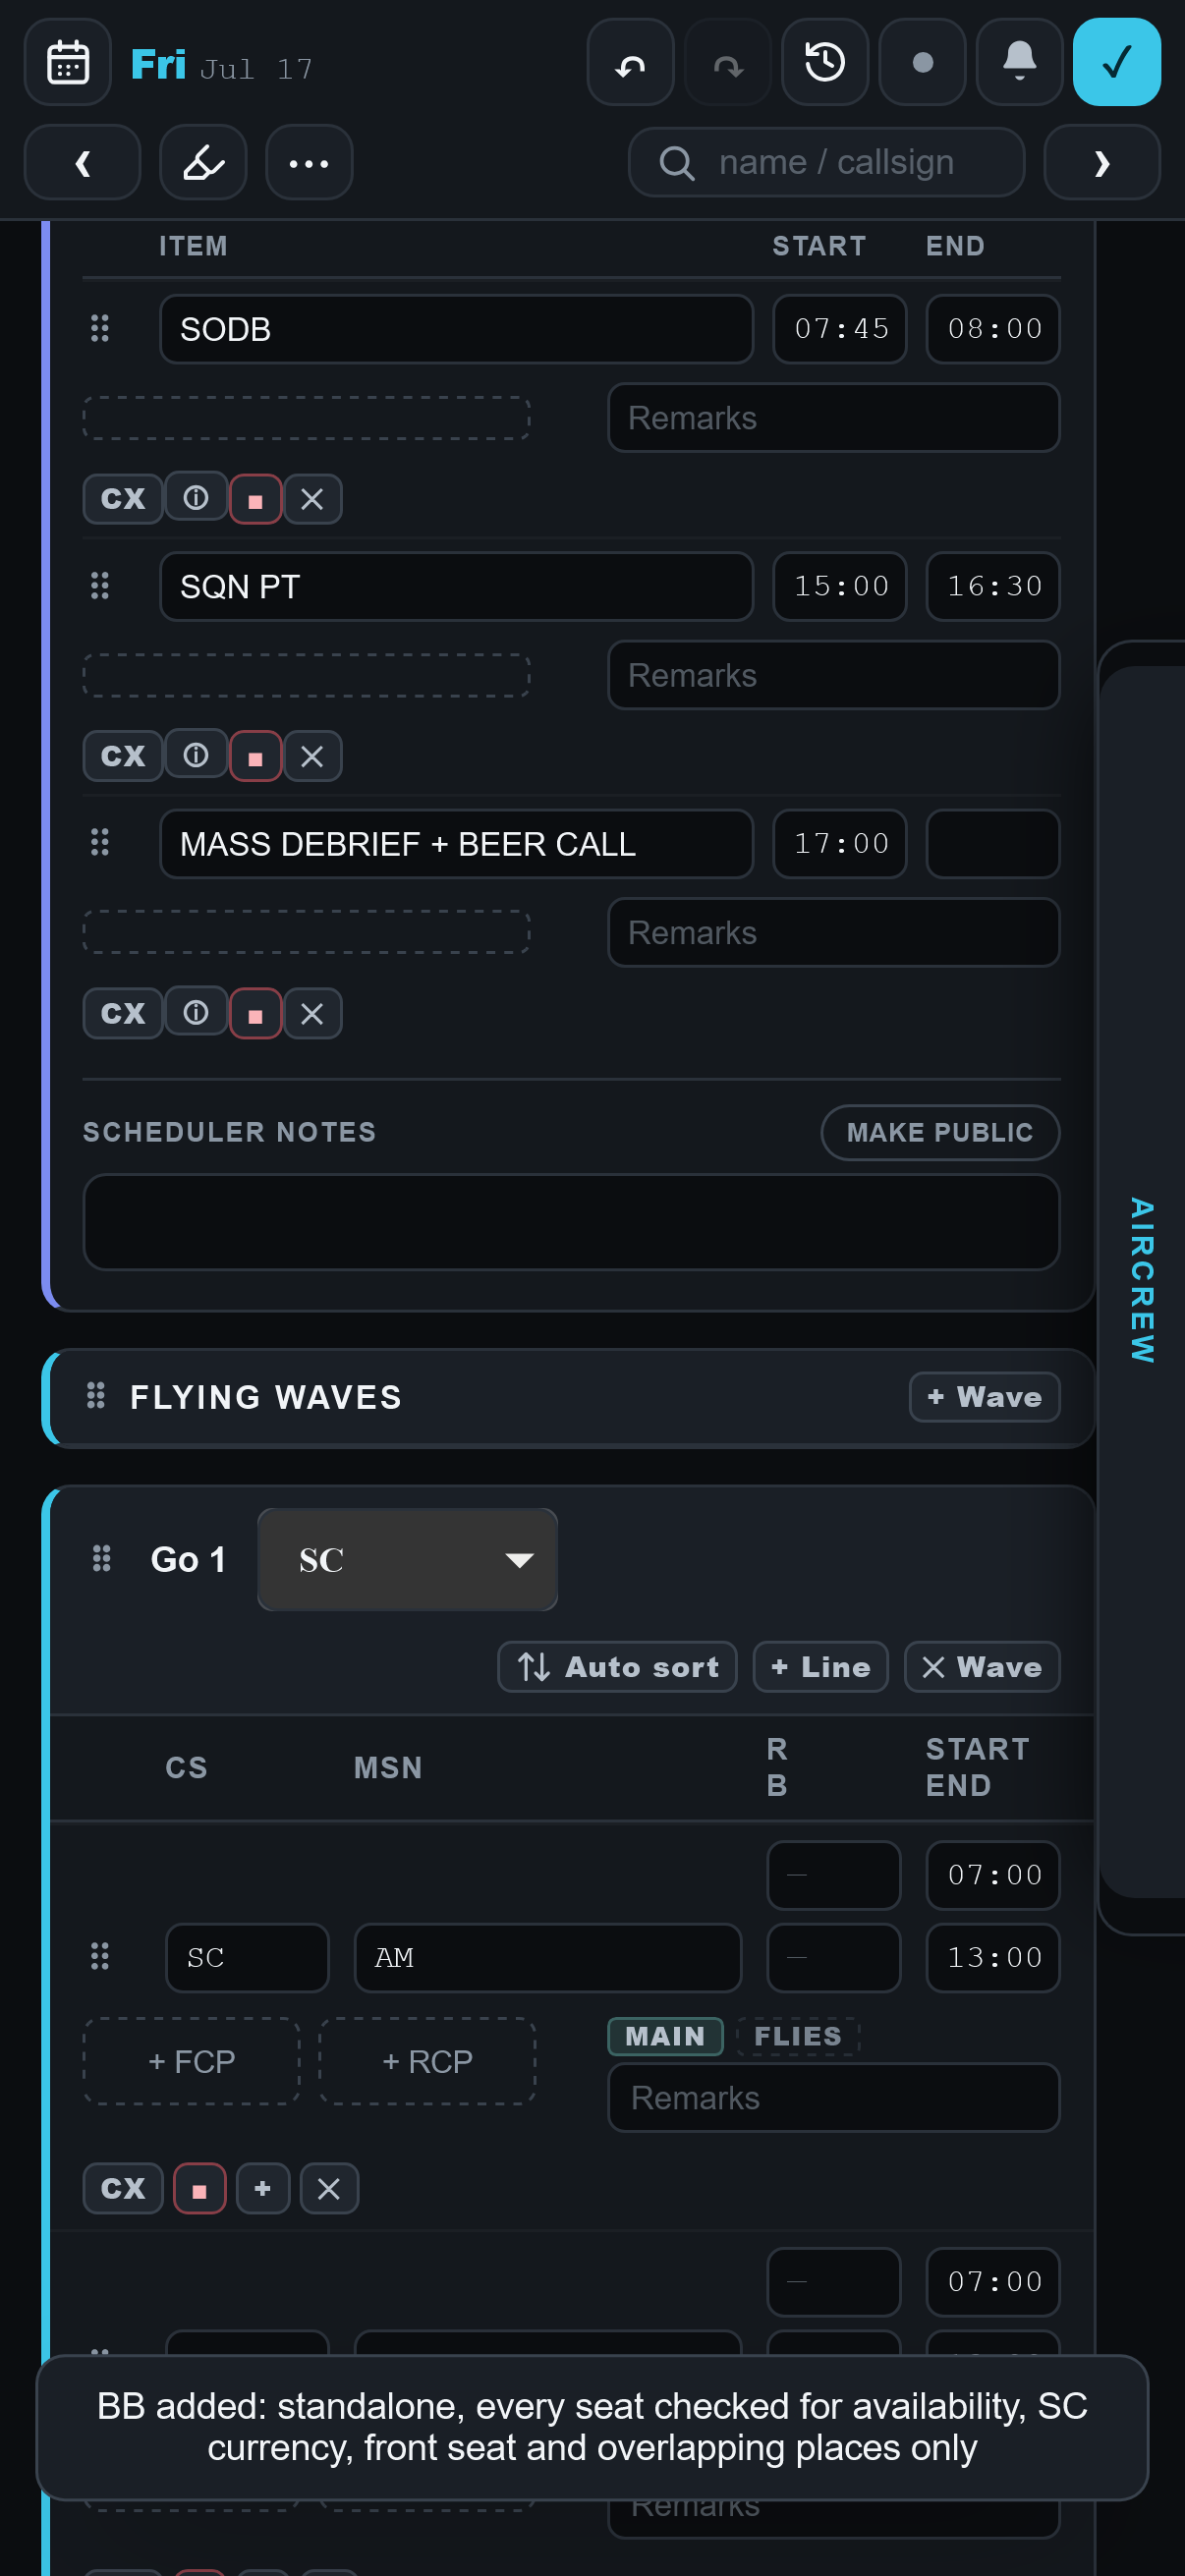 Fri Jul 17
name / callsign
ITEM START END
SODB 07:45 08:00
Remarks
CX
SQN PT 15:00 16:30
Remarks
CX
MASS DEBRIEF + BEER CALL 17:00
Remarks
CX
SCHEDULER NOTES MAKE PUBLIC
AIRCREW
FLYING WAVES + Wave
Go 1 SC
Auto sort + Line × Wave
CS MSN R B START END
— 07:00
SC AM — 13:00
+ FCP + RCP MAIN FLIES
Remarks
CX + ×
— 07:00
BB added: standalone, every seat checked for availability, SC
currency, front seat and overlapping places only
Remarks